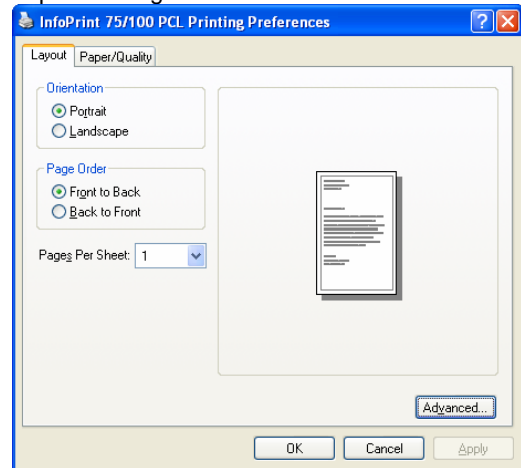 InfoPrint 75/100 PCL Printing Preferences
Layout Paper/Quality
Orientation
Portrait
Landscape
Page Order
Front to Back
Back to Front
Pages Per Sheet: 1
Advanced...
OK Cancel Apply